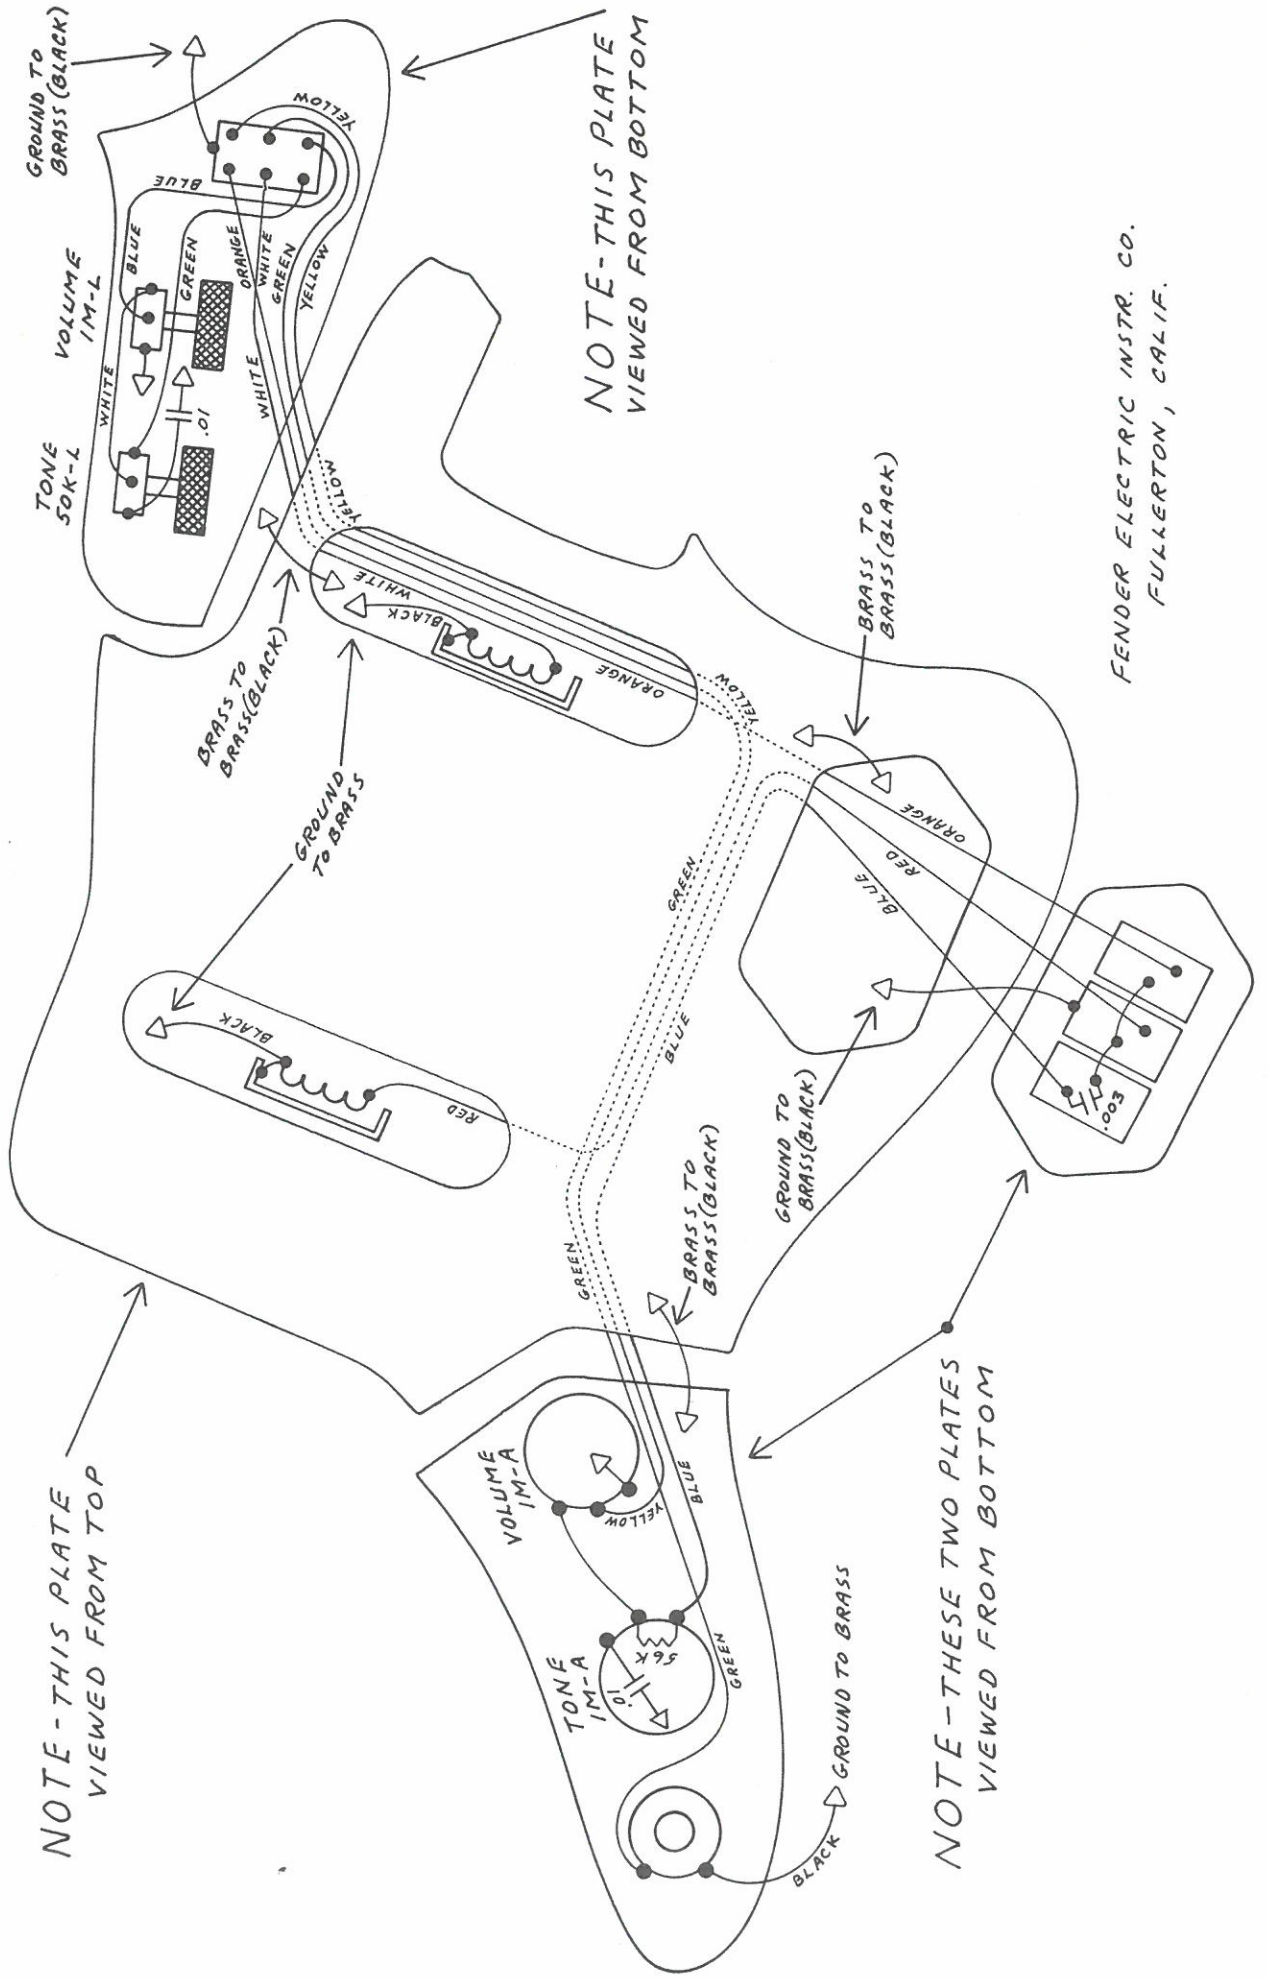 GROUND TO
BRASS (BLACK)
YELLOW
BLUE
VOLUME
1M-L
BLUE
GREEN
ORANGE
WHITE
GREEN
YELLOW
WHITE
WHITE
.01
TONE
50K-L
NOTE-THIS PLATE
VIEWED FROM BOTTOM
YELLOW
WHITE
BLACK
ORANGE
BRASS TO
BRASS(BLACK)
GROUND
TO BRASS
YELLOW
BRASS TO
BRASS(BLACK)
FENDER ELECTRIC INSTR. CO.
FULLERTON, CALIF.
ORANGE
RED
BLUE
GREEN
BLUE
BLACK
RED
GROUND TO
BRASS(BLACK)
.003
GREEN
BRASS TO
BRASS(BLACK)
NOTE-THIS PLATE
VIEWED FROM TOP
VOLUME
1M-A
YELLOW
BLUE
TONE
1M-A
56K
.01
GREEN
BLACK
GROUND TO BRASS
NOTE-THESE TWO PLATES
VIEWED FROM BOTTOM